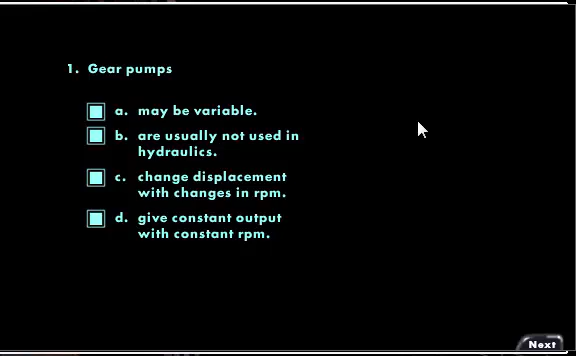 1. Gear pumps
a. may be variable.
b. are usually not used in
hydraulics.
c. change displacement
with changes in rpm.
d. give constant output
with constant rpm.
Next